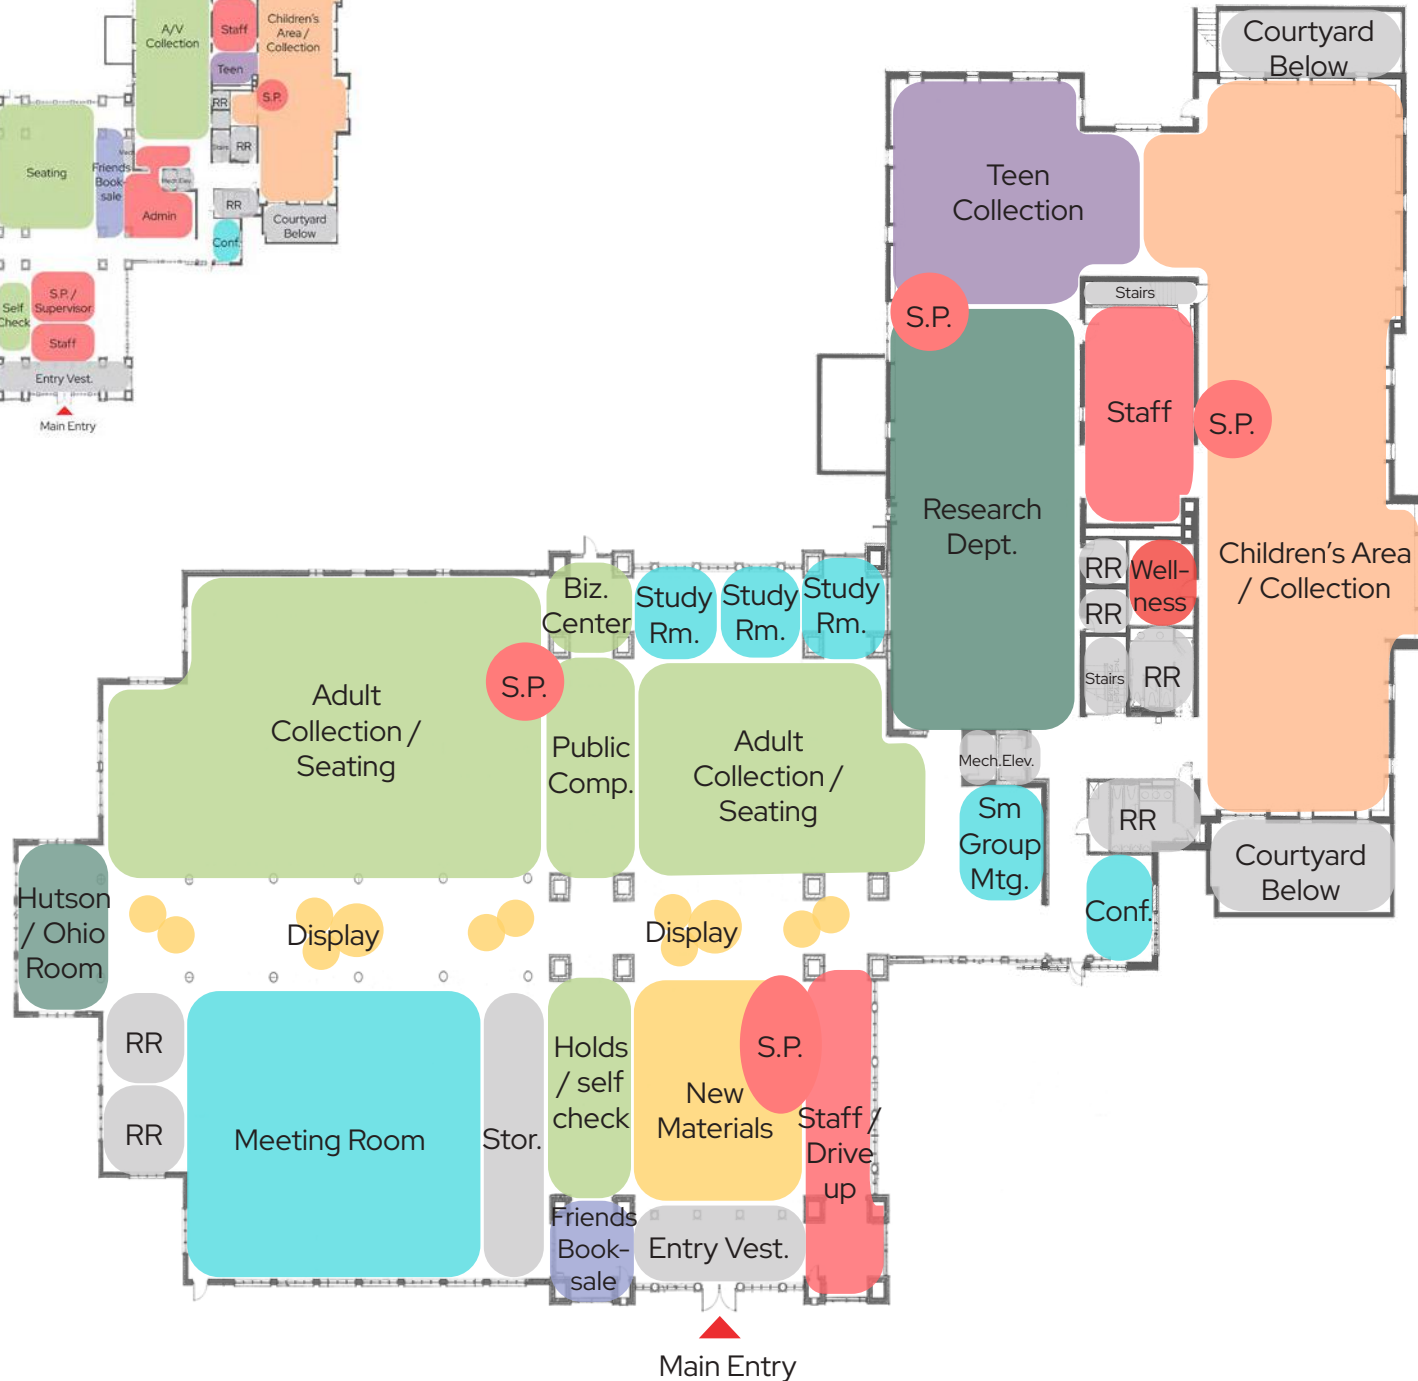 A/V
Collection
Staff
Children's
Area /
Collection
Teen
S.P.
RR
Stairs
RR
Seating
Friends
Book-
sale
Mech.
Mech.
Elev.
Admin
RR
Courtyard
Below
Conf.
Self
Check
S.P. /
Supervisor
Staff
Entry Vest.
Main Entry
Courtyard
Below
Teen
Collection
Stairs
S.P.
Staff
S.P.
Research
Dept.
Children's Area
/ Collection
RR
Well-
ness
RR
Stairs
RR
Biz.
Center
Study
Rm.
Study
Rm.
Study
Rm.
S.P.
Adult
Collection /
Seating
Public
Comp.
Adult
Collection /
Seating
Mech.
Elev.
Sm
Group
Mtg.
RR
Courtyard
Below
Conf.
Hutson
/ Ohio
Room
Display
Display
RR
RR
Meeting Room
Stor.
Holds
/ self
check
New
Materials
S.P.
Staff /
Drive
up
Friends
Book-
sale
Entry Vest.
Main Entry